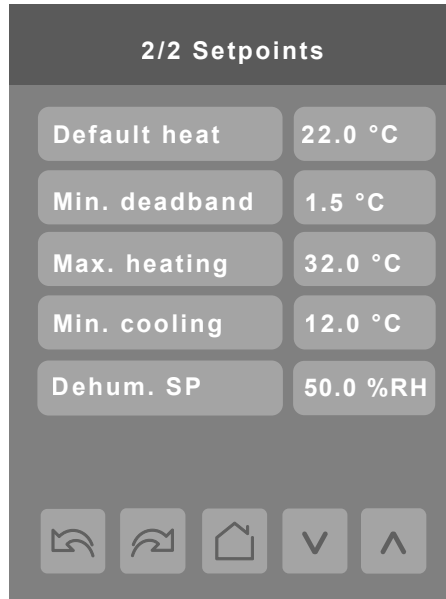 2/2 Setpoints
Default heat 22.0 °C
Min. deadband 1.5 °C
Max. heating 32.0 °C
Min. cooling 12.0 °C
Dehum. SP 50.0 %RH